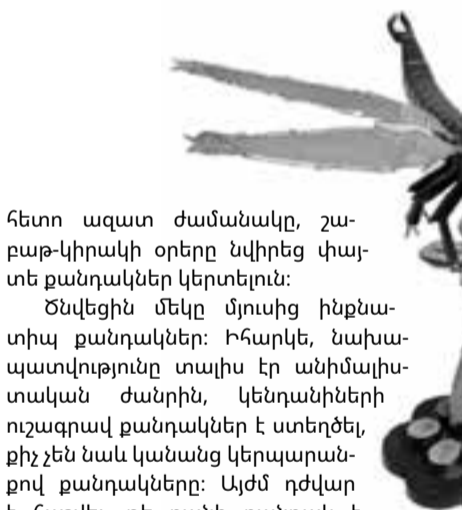 հետո ազատ ժամանակը, շա-
բաթ-կիրակի օրերը նվիրեց փայ-
տե քանդակներ կերտելուն:
Ծնվեցին մեկը մյուսից ինքնա-
տիպ քանդակներ: Իհարկե, նախա-
պատվությունը տալիս էր անիմալիս-
տական ժանրին, կենդանիների
ուշագրավ քանդակներ է ստեղծել,
քիչ չեն նաև կանանց կերպարան-
քով քանդակները: Այժմ դժվար